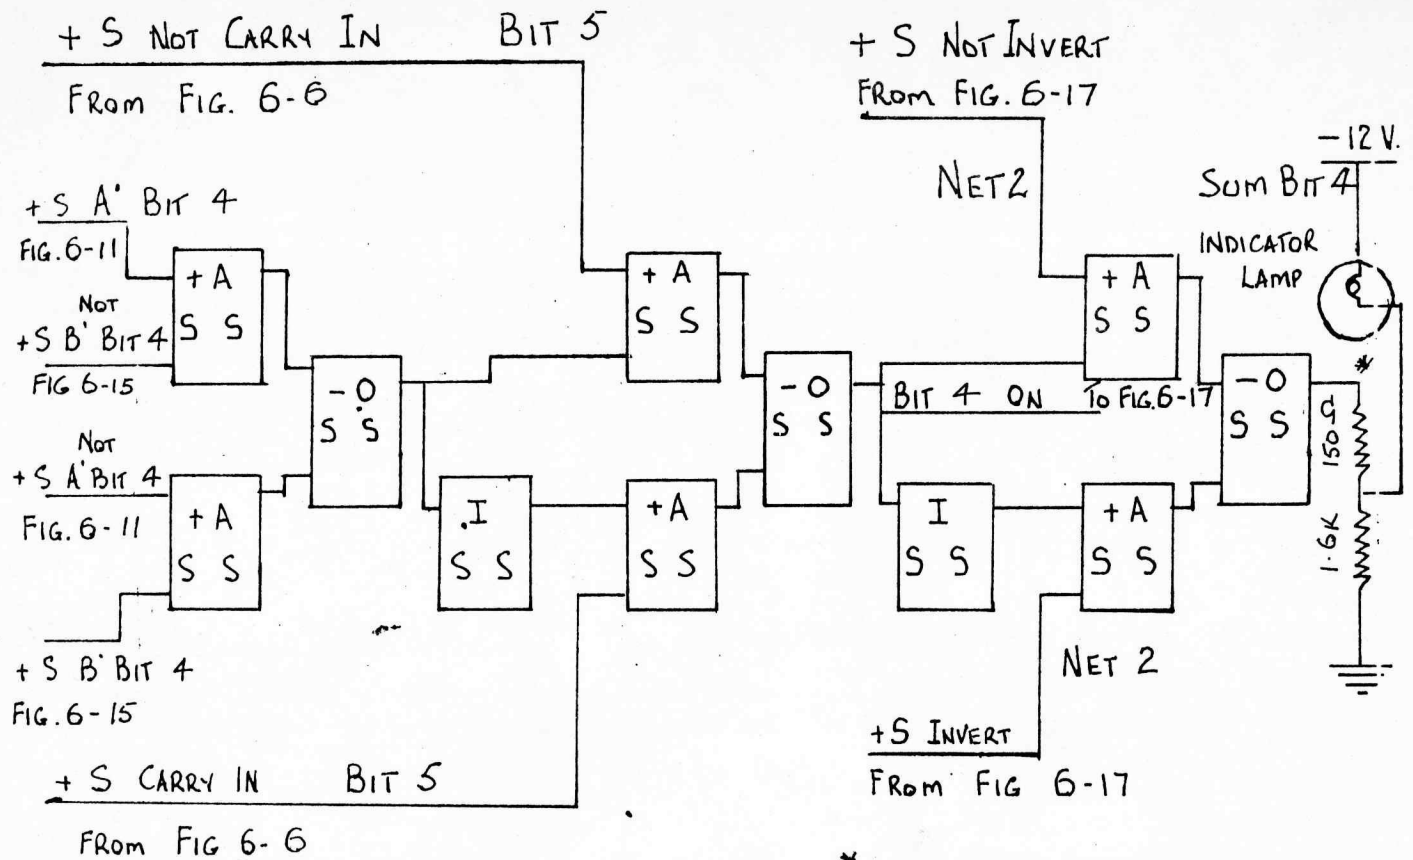 + S NOT CARRY IN BIT 5
FROM FIG. 6-6
+ S NOT INVERT
FROM FIG. 6-17
NET 2
-12 V.
SUM BIT 4
INDICATOR
LAMP
+ S A' BIT 4
FIG. 6-11
NOT
+S B' BIT 4
FIG 6-15
NOT
+ S A' BIT 4
FIG. 6-11
+ S B' BIT 4
FIG. 6-15
+ A
S S
+ A
S S
- O
S S
I
S S
+ A
S S
+ A
S S
- O
S S
BIT 4 ON TO FIG. 6-17
I
S S
+ A
S S
+ A
S S
- O
S S
*
150 Ω
1.6K
NET 2
+S INVERT
FROM FIG 6-17
+ S CARRY IN BIT 5
FROM FIG 6-6
*